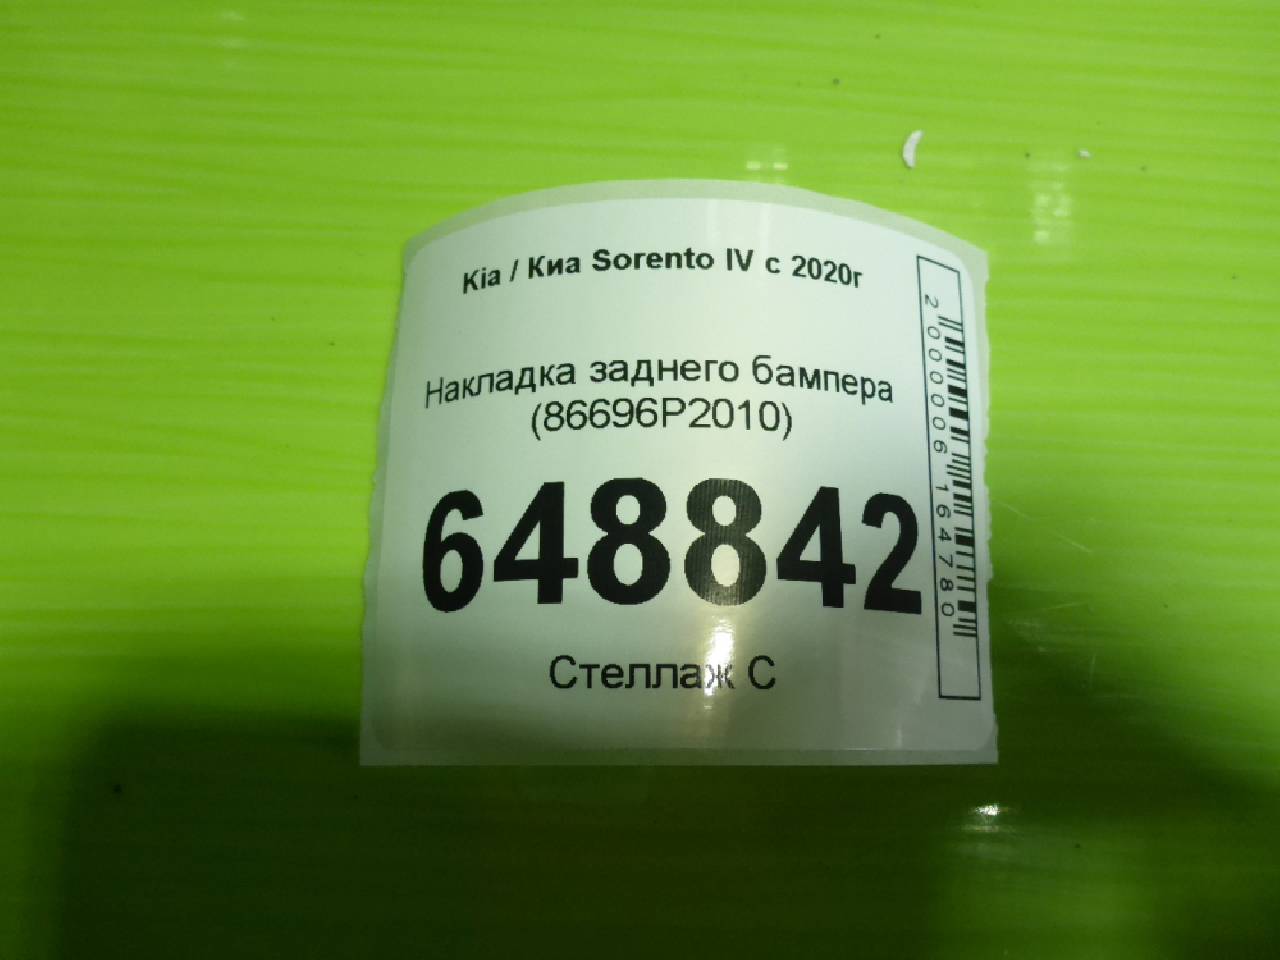 Kia / Киа Sorento IV с 2020г
Накладка заднего бампера
(86696P2010)
648842
Стеллаж С
2000006164780